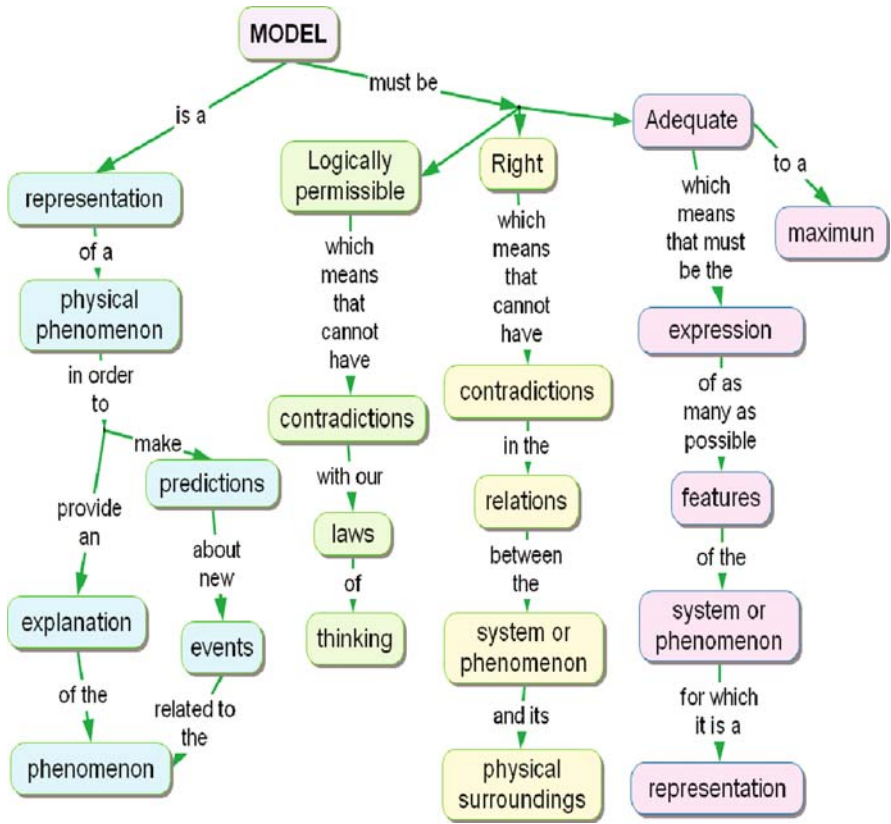 MODEL
is a
representation
of a
physical
phenomenon
in order
to
make
predictions
about
new
events
related to
the
provide
an
explanation
of the
phenomenon
must be
Logically
permissible
which
means
that
cannot
have
contradictions
with our
laws
of
thinking
Right
which
means
that
cannot
have
contradictions
in the
relations
between
the
system or
phenomenon
and its
physical
surroundings
Adequate
to a
maximun
which
means
that must
be the
expression
of as
many as
possible
features
of the
system or
phenomenon
for which
it is a
representation